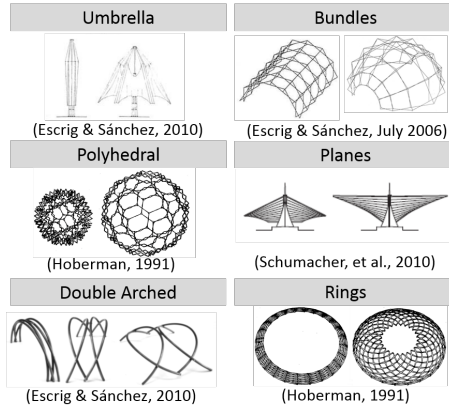 Umbrella
Bundles
(Escrig & Sánchez, 2010)
(Escrig & Sánchez, July 2006)
Polyhedral
Planes
(Hoberman, 1991)
(Schumacher, et al., 2010)
Double Arched
Rings
(Escrig & Sánchez, 2010)
(Hoberman, 1991)